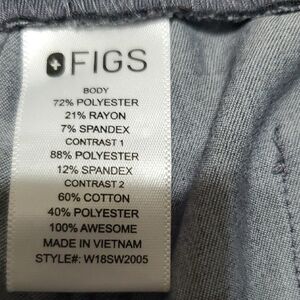 FIGS
BODY
72% POLYESTER
21% RAYON
7% SPANDEX
CONTRAST 1
88% POLYESTER
12% SPANDEX
CONTRAST 2
60% COTTON
40% POLYESTER
100% AWESOME
MADE IN VIETNAM
STYLE#: W18SW2005